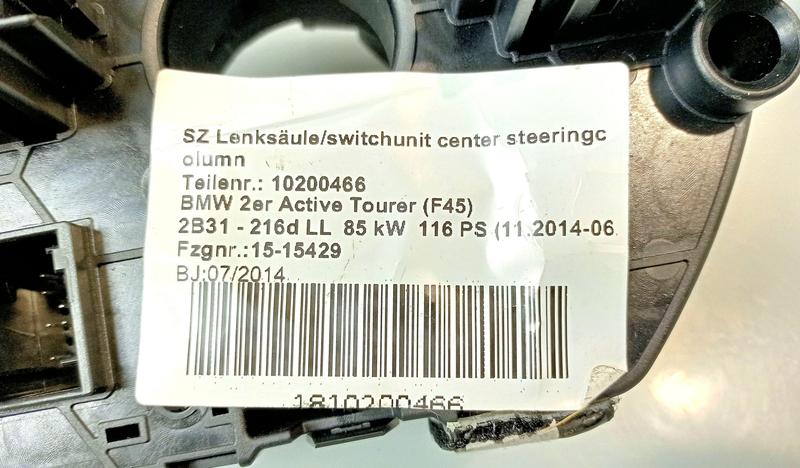 SZ Lenksäule/switchunit center steeringc
olumn
Teilenr.: 10200466
BMW 2er Active Tourer (F45)
2B31 - 216d LL 85 kW 116 PS (11.2014-06
Fzgnr.:15-15429
BJ:07/2014
1810200466